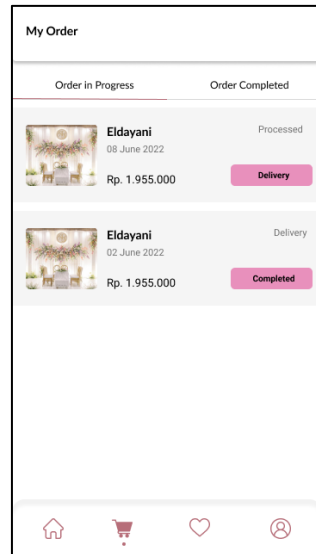 My Order
Order in Progress
Order Completed
Eldayani
Processed
08 June 2022
Rp. 1.955.000
Delivery
Eldayani
Delivery
02 June 2022
Rp. 1.955.000
Completed